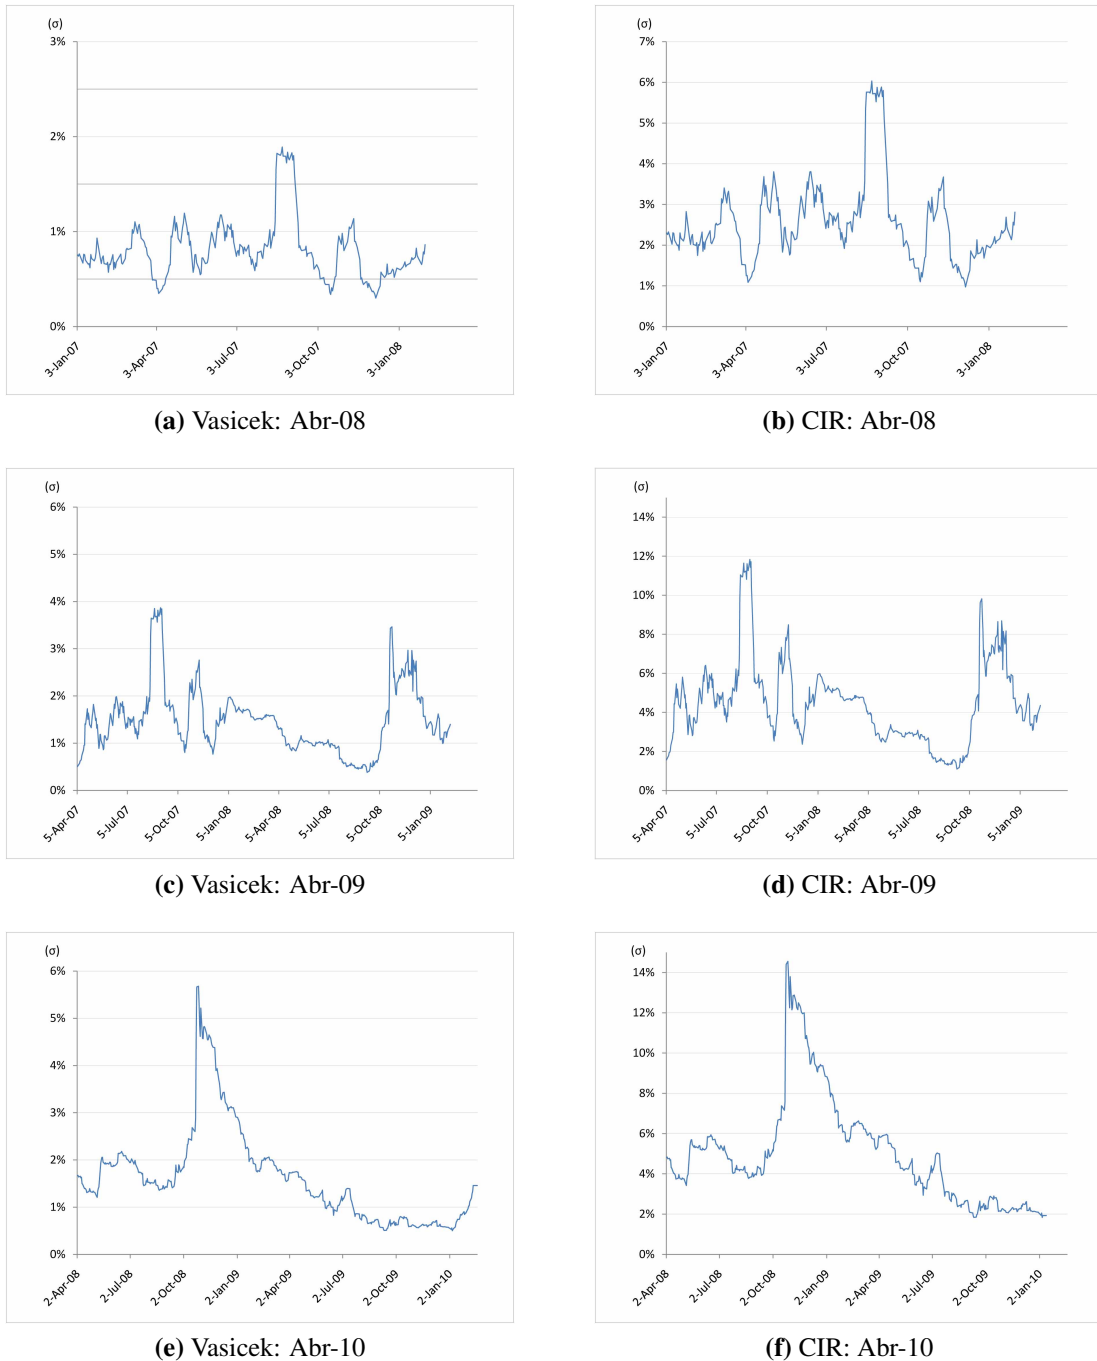 (σ)
3%
2%
1%
0%
3-Jan-07
3-Apr-07
3-Jul-07
3-Oct-07
3-Jan-08
(a) Vasicek: Abr-08
(σ)
7%
6%
5%
4%
3%
2%
1%
0%
3-Jan-07
3-Apr-07
3-Jul-07
3-Oct-07
3-Jan-08
(b) CIR: Abr-08
(σ)
6%
5%
4%
3%
2%
1%
0%
5-Apr-07
5-Jul-07
5-Oct-07
5-Jan-08
5-Apr-08
5-Jul-08
5-Oct-08
5-Jan-09
(c) Vasicek: Abr-09
(σ)
14%
12%
10%
8%
6%
4%
2%
0%
5-Apr-07
5-Jul-07
5-Oct-07
5-Jan-08
5-Apr-08
5-Jul-08
5-Oct-08
5-Jan-09
(d) CIR: Abr-09
(σ)
6%
5%
4%
3%
2%
1%
0%
2-Apr-08
2-Jul-08
2-Oct-08
2-Jan-09
2-Apr-09
2-Jul-09
2-Oct-09
2-Jan-10
(e) Vasicek: Abr-10
(σ)
14%
12%
10%
8%
6%
4%
2%
0%
2-Apr-08
2-Jul-08
2-Oct-08
2-Jan-09
2-Apr-09
2-Jul-09
2-Oct-09
2-Jan-10
(f) CIR: Abr-10